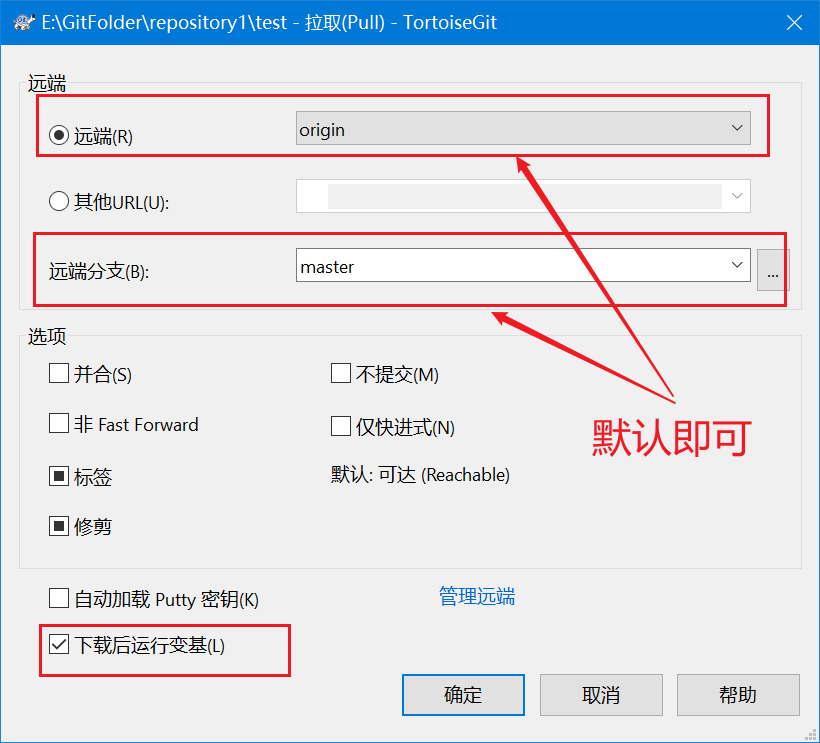 E:\GitFolder\repository1\test - 拉取(Pull) - TortoiseGit
远端
远端(R)
origin
其他URL(U):
远端分支(B):
master
...
选项
并合(S)
不提交(M)
非 Fast Forward
仅快进式(N)
默认即可
标签
默认: 可达 (Reachable)
修剪
自动加载 Putty 密钥(K)
管理远端
下载后运行变基(L)
确定
取消
帮助